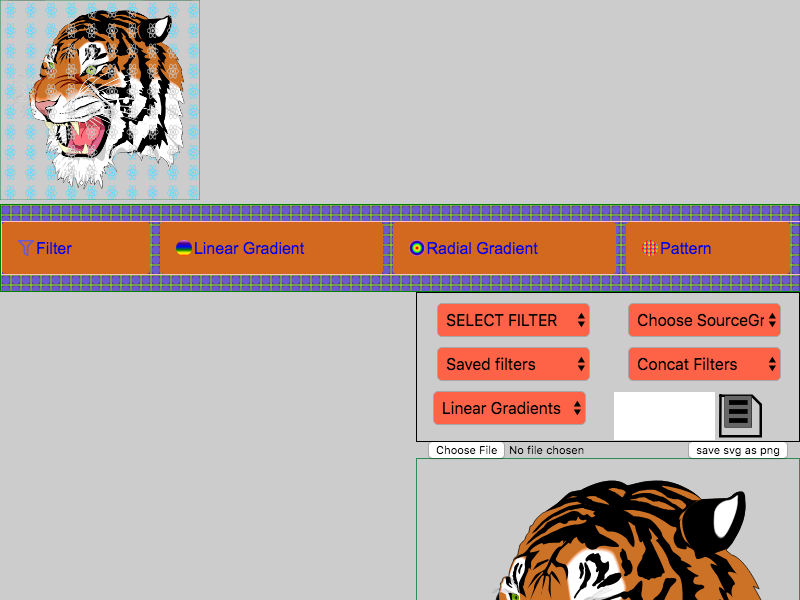 Filter
Linear Gradient
Radial Gradient
Pattern
SELECT FILTER
Choose SourceGr
Saved filters
Concat Filters
Linear Gradients
Choose File No file chosen
save svg as png